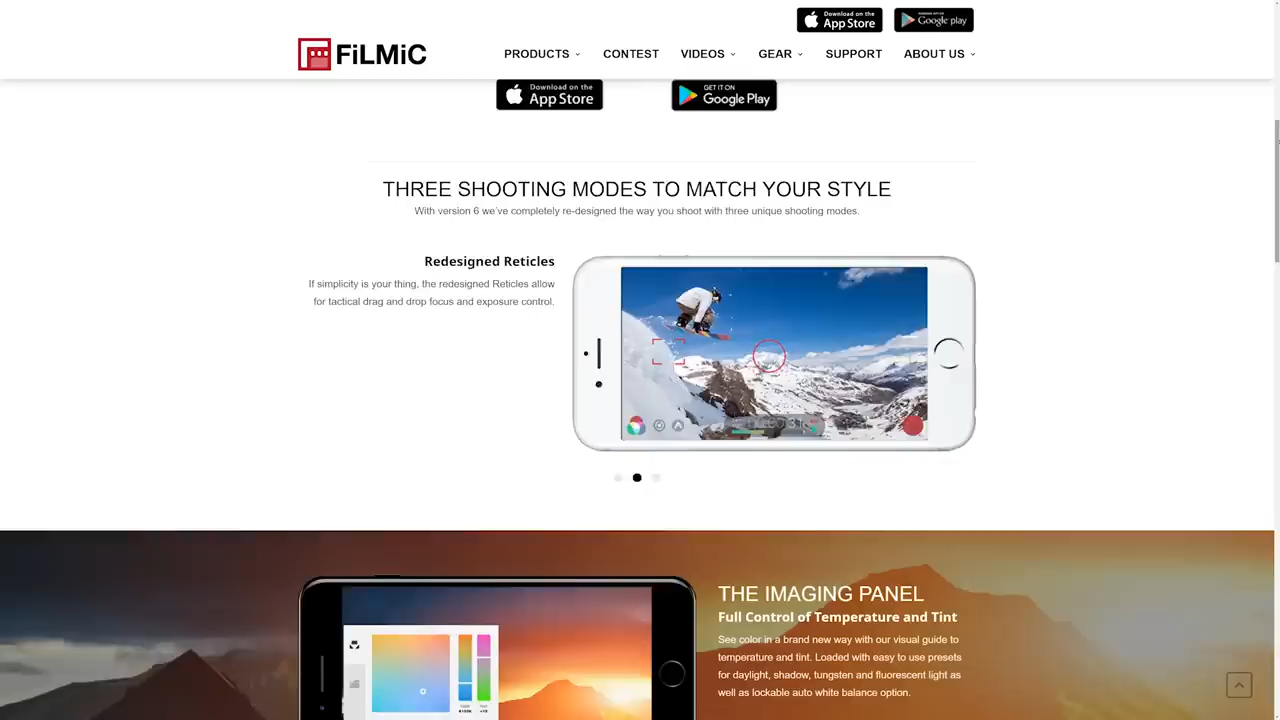 Download on the
App Store
Google play
FiLMiC
PRODUCTS
CONTEST
VIDEOS
GEAR
SUPPORT
ABOUT US
Download on the
App Store
GET IT ON
Google Play
THREE SHOOTING MODES TO MATCH YOUR STYLE
With version 6 we've completely re-designed the way you shoot with three unique shooting modes.
Redesigned Reticles
If simplicity is your thing, the redesigned Reticles allow
for tactical drag and drop focus and exposure control.
THE IMAGING PANEL
Full Control of Temperature and Tint
See color in a brand new way with our visual guide to
temperature and tint. Loaded with easy to use presets
for daylight, shadow, tungsten and fluorescent light as
well as lockable auto white balance option.